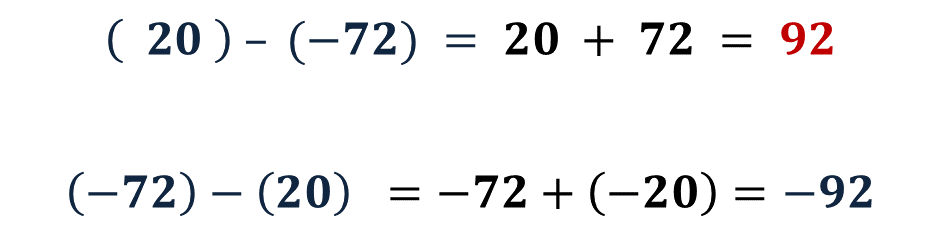 ( 20 ) – (−72) = 20 + 72 = 92
(−72) − (20) = −72 + (−20) = −92